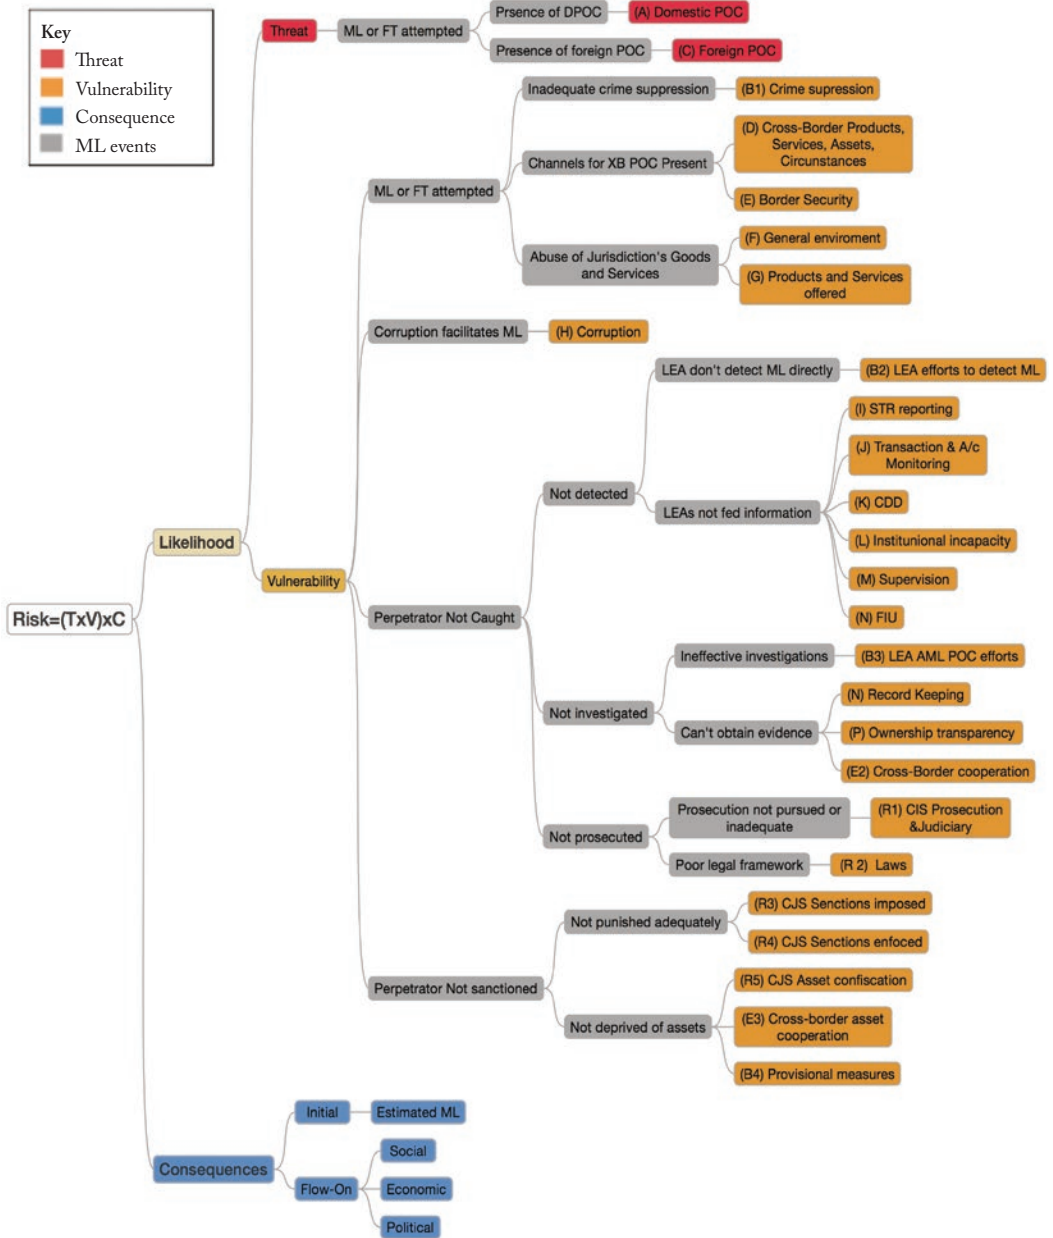 Key
Threat
Vulnerability
Consequence
ML events
Risk=(TxV)xC
Likelihood
Threat
ML or FT attempted
Prsence of DPOC
(A) Domestic POC
Presence of foreign POC
(C) Foreign POC
Vulnerability
ML or FT attempted
Inadequate crime suppression
(B1) Crime supression
Channels for XB POC Present
(D) Cross-Border Products,
Services, Assets,
Circunstances
(E) Border Security
Abuse of Jurisdiction's Goods
and Services
(F) General enviroment
(G) Products and Services
offered
Corruption facilitates ML
(H) Corruption
Perpetrator Not Caught
Not detected
LEA don't detect ML directly
(B2) LEA efforts to detect ML
LEAs not fed information
(I) STR reporting
(J) Transaction & A/c
Monitoring
(K) CDD
(L) Institunional incapacity
(M) Supervision
(N) FIU
Not investigated
Ineffective investigations
(B3) LEA AML POC efforts
Can't obtain evidence
(N) Record Keeping
(P) Ownership transparency
(E2) Cross-Border cooperation
Not prosecuted
Prosecution not pursued or
inadequate
(R1) CIS Prosecution
&Judiciary
Poor legal framework
(R 2) Laws
Perpetrator Not sanctioned
Not punished adequately
(R3) CJS Senctions imposed
(R4) CJS Senctions enfoced
Not deprived of assets
(R5) CJS Asset confiscation
(E3) Cross-border asset
cooperation
(B4) Provisional measures
Consequences
Initial
Estimated ML
Flow-On
Social
Economic
Political